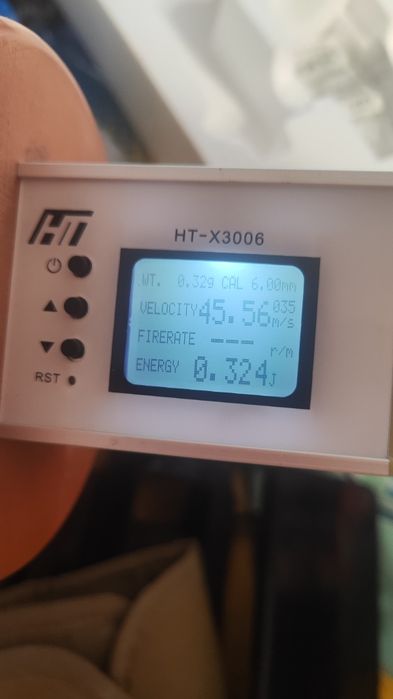 HT
HT-X3006
WT. 0.32g CAL 6.00mm
VELOCITY 45.56 035 m/s
FIRERATE --- r/m
ENERGY 0.324J
RST